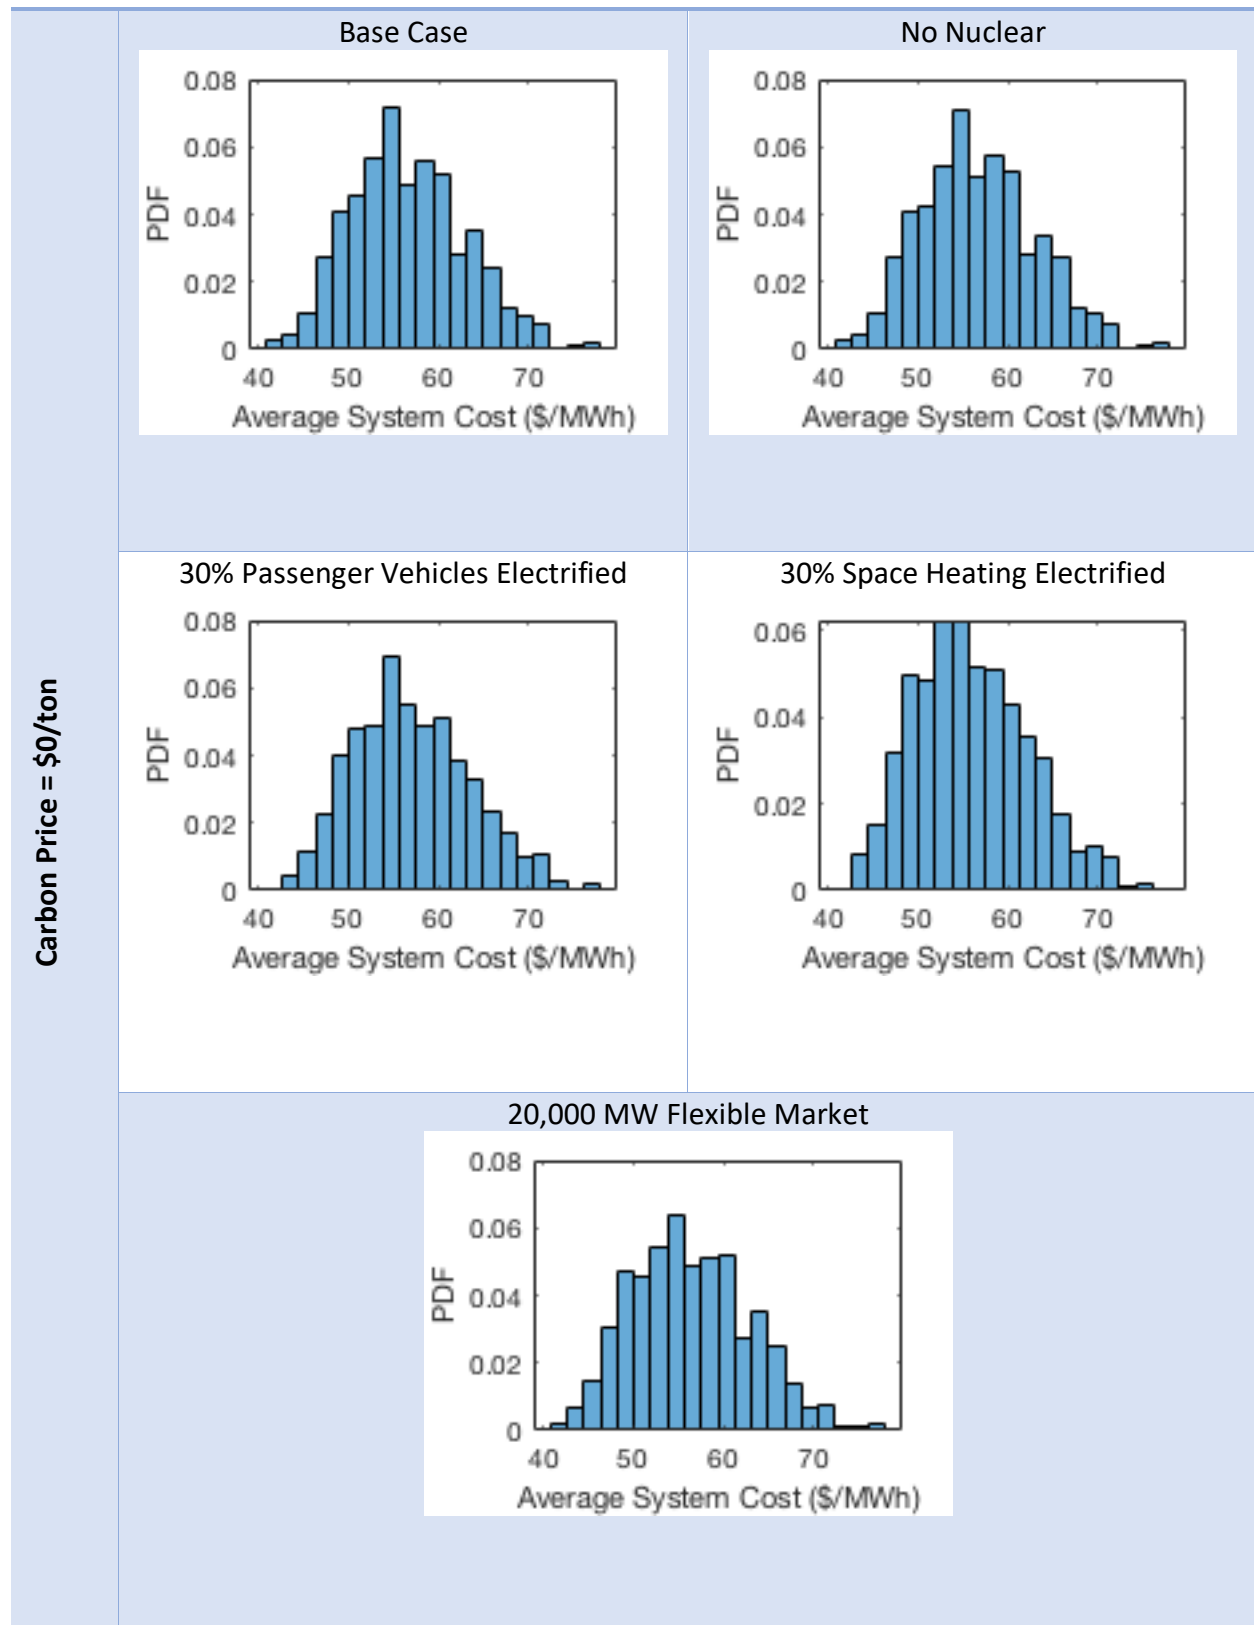 Carbon Price = $0/ton
Base Case
0.08
0.06
0.04
0.02
0
PDF
40 50 60 70
Average System Cost ($/MWh)
No Nuclear
0.08
0.06
0.04
0.02
0
PDF
40 50 60 70
Average System Cost ($/MWh)
30% Passenger Vehicles Electrified
0.08
0.06
0.04
0.02
0
PDF
40 50 60 70
Average System Cost ($/MWh)
30% Space Heating Electrified
0.06
0.04
0.02
0
PDF
40 50 60 70
Average System Cost ($/MWh)
20,000 MW Flexible Market
0.08
0.06
0.04
0.02
0
PDF
40 50 60 70
Average System Cost ($/MWh)